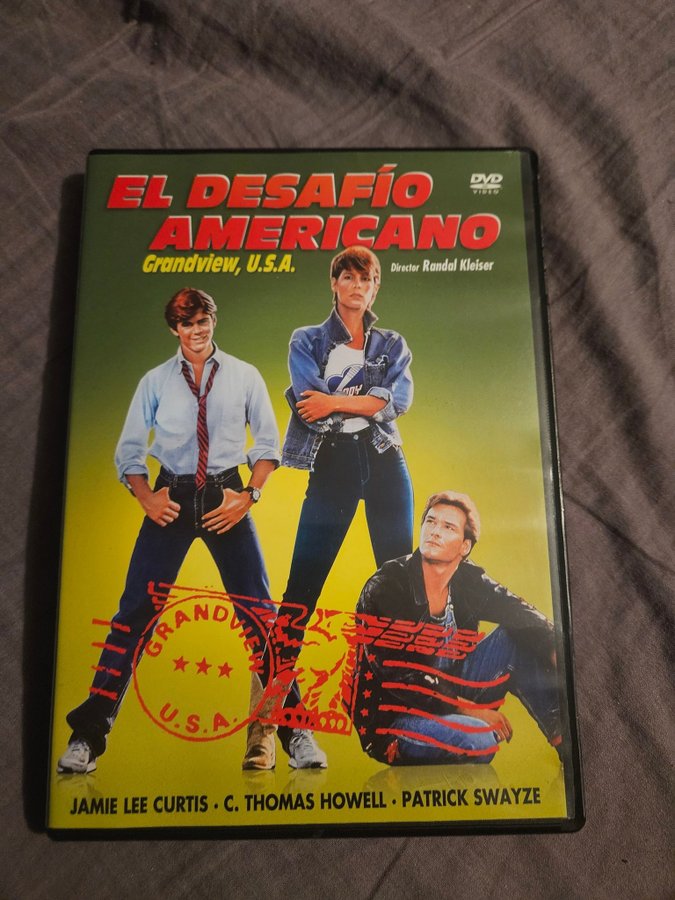 EL DESAFÍO
DVD
VIDEO
AMERICANO
Grandview, U.S.A.
Director Randal Kleiser
GRANDVIEW
U.S.A.
JAMIE LEE CURTIS · C. THOMAS HOWELL · PATRICK SWAYZE